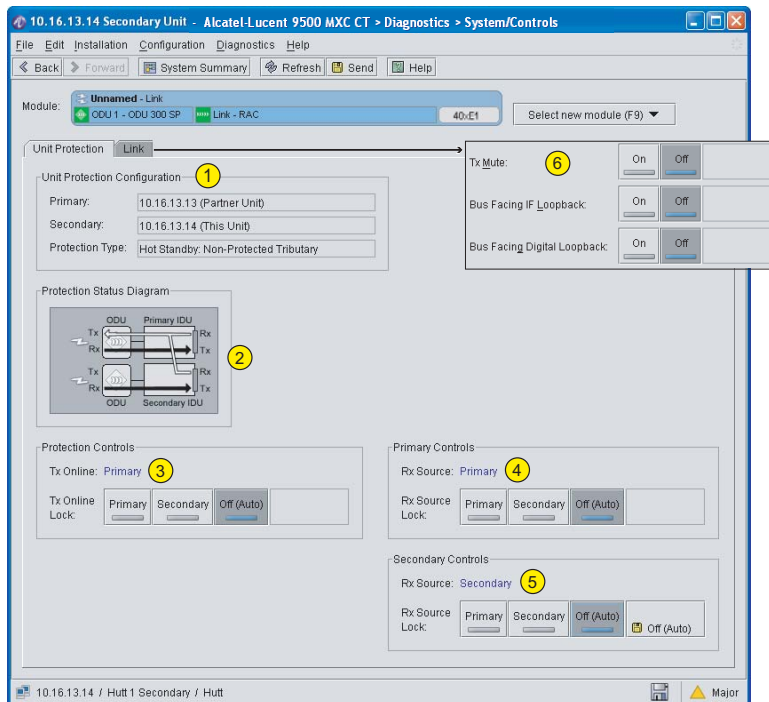 10.16.13.14 Secondary Unit - Alcatel-Lucent 9500 MXC CT > Diagnostics > System/Controls
File Edit Installation Configuration Diagnostics Help
Back Forward System Summary Refresh Send Help
Module:
Unnamed - Link
ODU 1 - ODU 300 SP
Link - RAC
40xE1
Select new module (F9)
Unit Protection
Link
Unit Protection Configuration
1
Primary: 10.16.13.13 (Partner Unit)
Secondary: 10.16.13.14 (This Unit)
Protection Type: Hot Standby: Non-Protected Tributary
Tx Mute: 6 On Off
Bus Facing IF Loopback: On Off
Bus Facing Digital Loopback: On Off
Protection Status Diagram
ODU Primary IDU
Tx Rx
Rx Tx
Tx Rx
Rx Tx
ODU Secondary IDU
2
Protection Controls
Tx Online: Primary 3
Tx Online Lock: Primary Secondary Off (Auto)
Primary Controls
Rx Source: Primary 4
Rx Source Lock: Primary Secondary Off (Auto)
Secondary Controls
Rx Source: Secondary 5
Rx Source Lock: Primary Secondary Off (Auto) Off (Auto)
10.16.13.14 / Hutt 1 Secondary / Hutt
Major